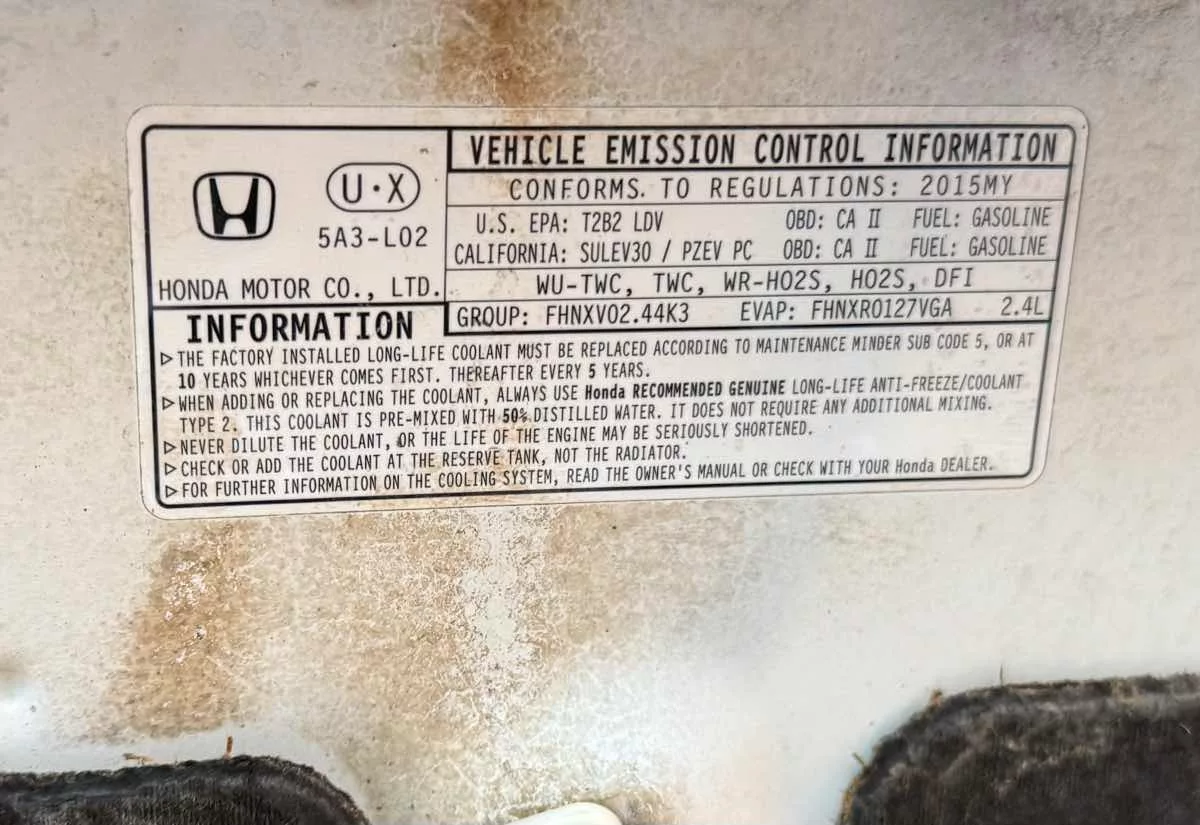 VEHICLE EMISSION CONTROL INFORMATION
U·X
CONFORMS TO REGULATIONS: 2015MY
5A3-L02
U.S. EPA: T2B2 LDV OBD: CA II FUEL: GASOLINE
CALIFORNIA: SULEV30 / PZEV PC OBD: CA II FUEL: GASOLINE
HONDA MOTOR CO., LTD.
WU-TWC, TWC, WR-HO2S, HO2S, DFI
GROUP: FHNXV02.44K3 EVAP: FHNXR0127VGA 2.4L
INFORMATION
▷THE FACTORY INSTALLED LONG-LIFE COOLANT MUST BE REPLACED ACCORDING TO MAINTENANCE MINDER SUB CODE 5, OR AT
10 YEARS WHICHEVER COMES FIRST. THEREAFTER EVERY 5 YEARS.
▷WHEN ADDING OR REPLACING THE COOLANT, ALWAYS USE Honda RECOMMENDED GENUINE LONG-LIFE ANTI-FREEZE/COOLANT
TYPE 2. THIS COOLANT IS PRE-MIXED WITH 50% DISTILLED WATER. IT DOES NOT REQUIRE ANY ADDITIONAL MIXING.
▷NEVER DILUTE THE COOLANT, OR THE LIFE OF THE ENGINE MAY BE SERIOUSLY SHORTENED.
▷CHECK OR ADD THE COOLANT AT THE RESERVE TANK, NOT THE RADIATOR.
▷FOR FURTHER INFORMATION ON THE COOLING SYSTEM, READ THE OWNER'S MANUAL OR CHECK WITH YOUR Honda DEALER.